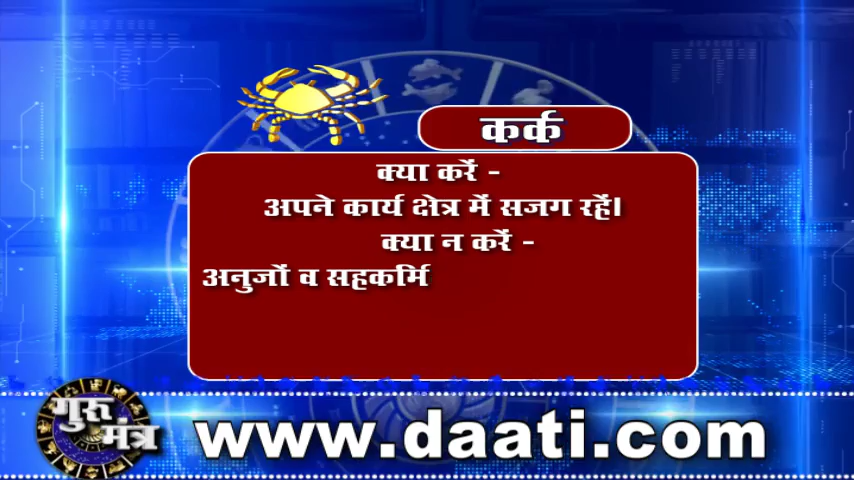 कर्क
क्या करें -
अपने कार्य क्षेत्र में सजग रहें।
क्या न करें -
अनुजों व सहकर्मि
गुरु
मंत्र
www.daati.com